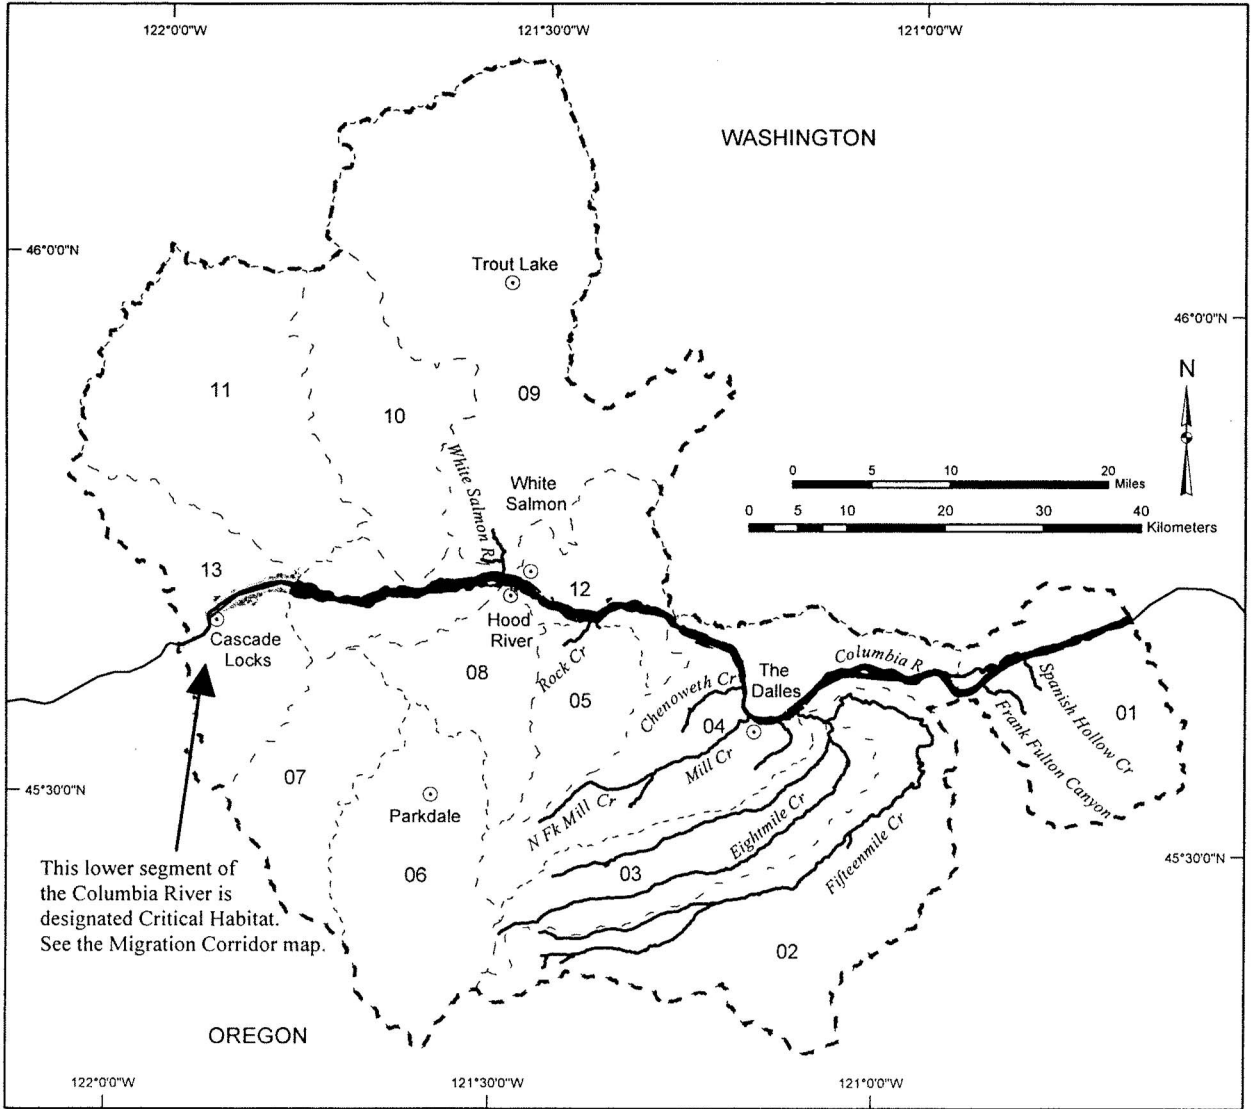 122°0'0"W
121°30'0"W
121°0'0"W
WASHINGTON
46°0'0"N
Trout Lake
46°0'0"N
N
11
10
09
White Salmon R
White
Salmon
0 5 10 20
Miles
0 5 10 20 30 40
Kilometers
13
12
Cascade
Locks
Hood
River
Rock Cr
08
05
Chenoweth Cr
The
Dalles
Columbia R
04
Spanish Hollow Cr
01
Frank Fulton Canyon
Mill Cr
07
45°30'0"N
Parkdale
N Fk Mill Cr
Eightmile Cr
Fifteenmile Cr
45°30'0"N
06
03
This lower segment of
the Columbia River is
designated Critical Habitat.
See the Migration Corridor map.
02
OREGON
122°0'0"W
121°30'0"W
121°0'0"W